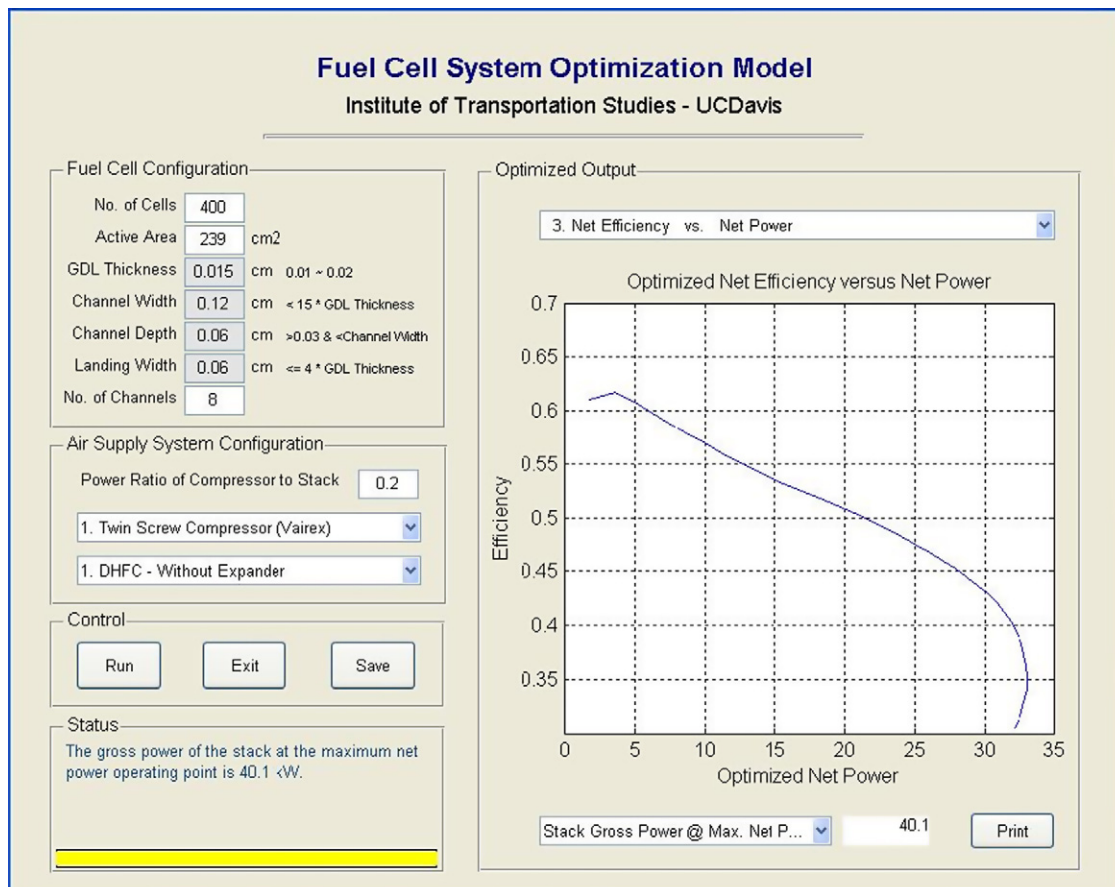 Fuel Cell System Optimization Model
Institute of Transportation Studies - UCDavis
Fuel Cell Configuration
No. of Cells 400
Active Area 239 cm2
GDL Thickness 0.015 cm 0.01 ~ 0.02
Channel Width 0.12 cm < 15 * GDL Thickness
Channel Depth 0.06 cm >0.03 & <Channel Width
Landing Width 0.06 cm <= 4 * GDL Thickness
No. of Channels 8
Air Supply System Configuration
Power Ratio of Compressor to Stack 0.2
1. Twin Screw Compressor (Vairex)
1. DHFC - Without Expander
Control
Run Exit Save
Status
The gross power of the stack at the maximum net
power operating point is 40.1 <W.
Optimized Output
3. Net Efficiency vs. Net Power
Optimized Net Efficiency versus Net Power
0.7
0.65
0.6
0.55
0.5
0.45
0.4
0.35
Efficiency
0 5 10 15 20 25 30 35
Optimized Net Power
Stack Gross Power @ Max. Net P... 40.1 Print